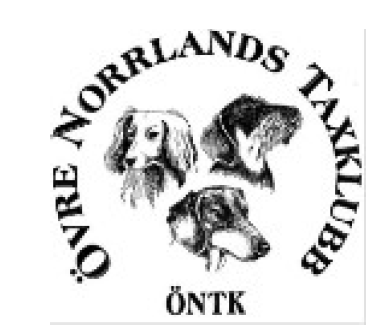 ÖVRE NORRLANDS TAXKLUBB
ÖNTK